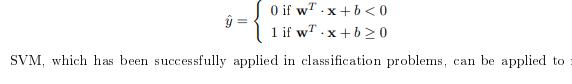 ŷ = { 0 if w^T · x + b < 0
1 if w^T · x + b ≥ 0
SVM, which has been successfully applied in classification problems, can be applied to